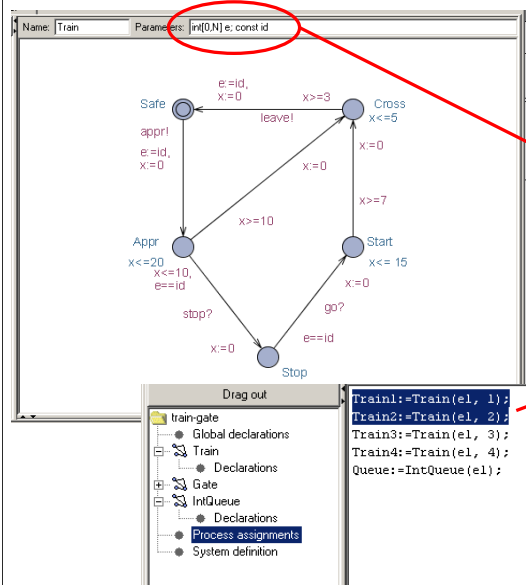 Name: Train Parameters: int[0,N] e; const id
e:=id,
x:=0
x>=3
Safe
Cross
x<=5
leave!
appr!
e:=id,
x:=0
x:=0
x:=0
x>=7
x>=10
Appr
x<=20
x<=10,
e==id
Start
x<= 15
x:=0
stop?
go?
e==id
x:=0
Stop
Drag out
train-gate
Global declarations
Train
Declarations
Gate
IntQueue
Declarations
Process assignments
System definition
Train1:=Train(el, 1);
Train2:=Train(el, 2);
Train3:=Train(el, 3);
Train4:=Train(el, 4);
Queue:=IntQueue(el);